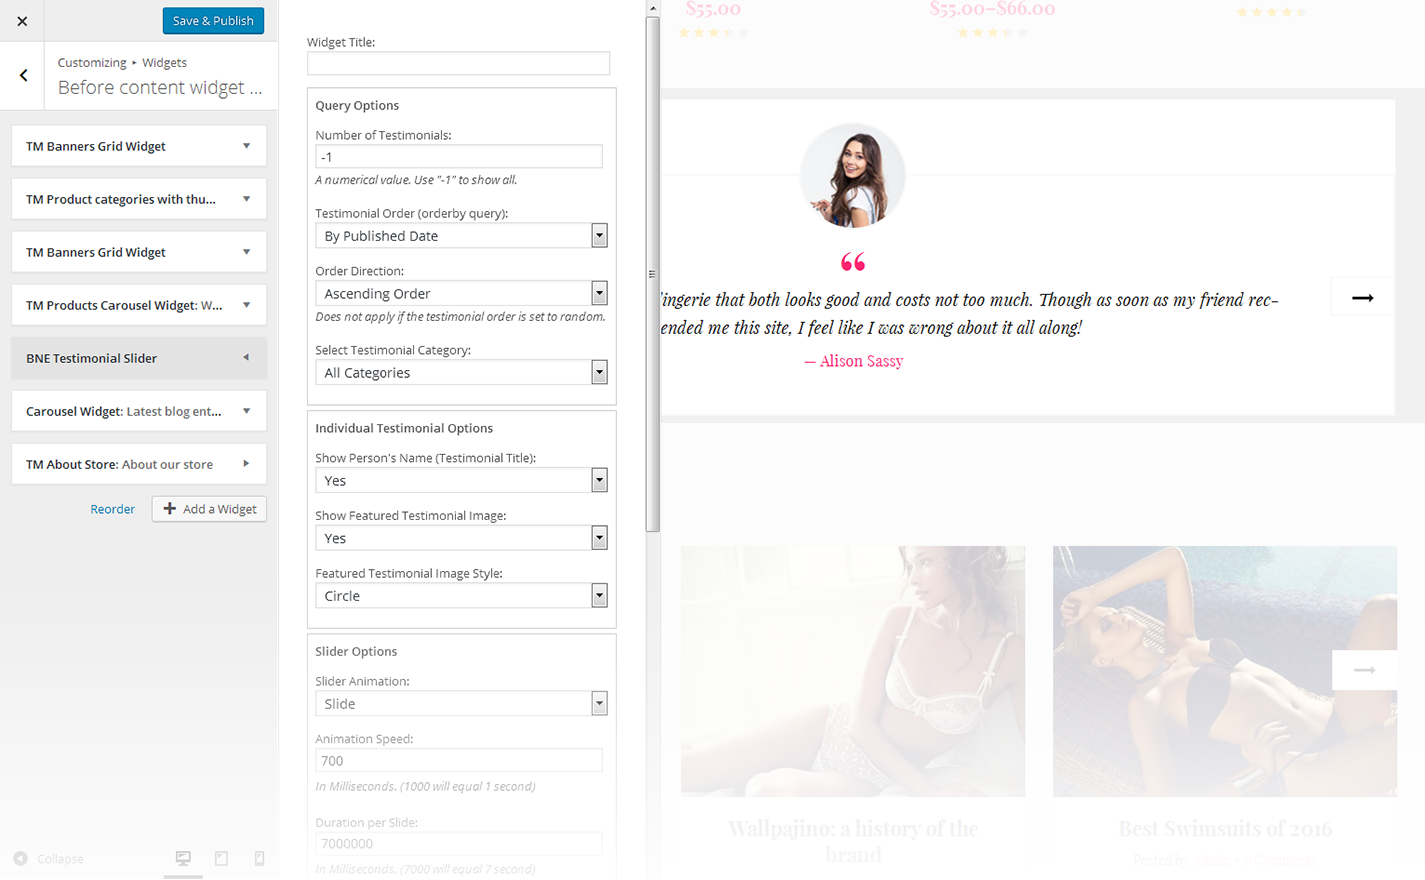 Save & Publish
Customizing ▸ Widgets
Before content widget ...
TM Banners Grid Widget
TM Product categories with thu...
TM Banners Grid Widget
TM Products Carousel Widget: W...
BNE Testimonial Slider
Carousel Widget: Latest blog ent...
TM About Store: About our store
Reorder
Add a Widget
Collapse
Widget Title:
Query Options
Number of Testimonials:
-1
A numerical value. Use "-1" to show all.
Testimonial Order (orderby query):
By Published Date
Order Direction:
Ascending Order
Does not apply if the testimonial order is set to random.
Select Testimonial Category:
All Categories
Individual Testimonial Options
Show Person's Name (Testimonial Title):
Yes
Show Featured Testimonial Image:
Yes
Featured Testimonial Image Style:
Circle
Slider Options
Slider Animation:
Slide
Animation Speed:
700
In Milliseconds. (1000 will equal 1 second)
Duration per Slide:
7000000
In Milliseconds. (7000 will equal 7 second)
$55.00
$55.00–$66.00
“
lingerie that both looks good and costs not too much. Though as soon as my friend rec-
ended me this site, I feel like I was wrong about it all along!
— Alison Sassy
Wallpajino: a history of the
brand
Best Swimsuits of 2016
Posted by Admin • 0 Comments